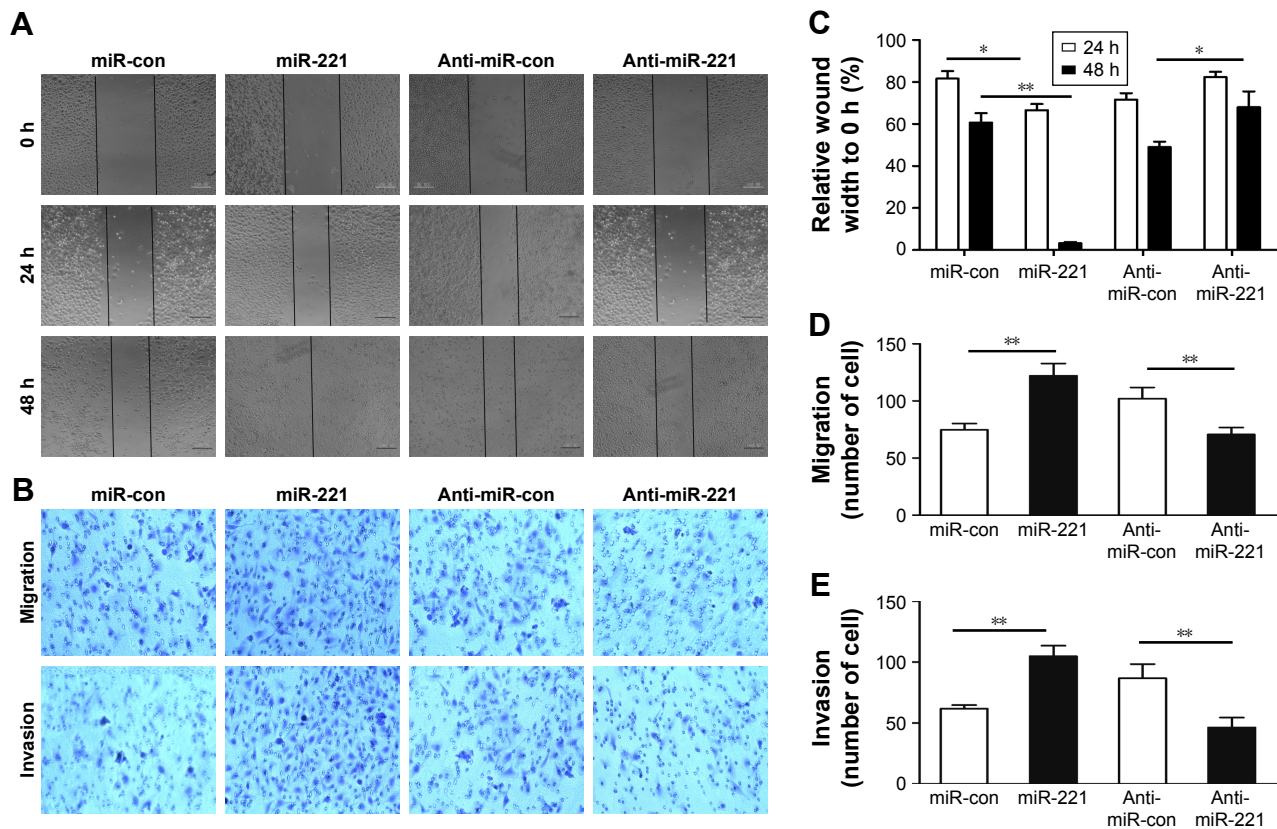 A
miR-con miR-221 Anti-miR-con Anti-miR-221
0 h
24 h
48 h
B
miR-con miR-221 Anti-miR-con Anti-miR-221
Migration
Invasion
C
Relative wound
width to 0 h (%)
100
80
60
40
20
0
24 h
48 h
* ** *
miR-con miR-221 Anti-
miR-con Anti-
miR-221
D
Migration
(number of cell)
150
100
50
0
** **
miR-con miR-221 Anti-
miR-con Anti-
miR-221
E
Invasion
(number of cell)
150
100
50
0
** **
miR-con miR-221 Anti-
miR-con Anti-
miR-221